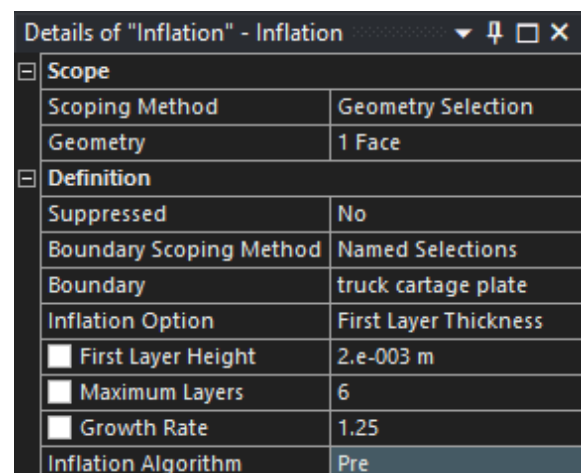 Details of "Inflation" - Inflation
Scope
Scoping Method Geometry Selection
Geometry 1 Face
Definition
Suppressed No
Boundary Scoping Method Named Selections
Boundary truck cartage plate
Inflation Option First Layer Thickness
First Layer Height 2.e-003 m
Maximum Layers 6
Growth Rate 1.25
Inflation Algorithm Pre